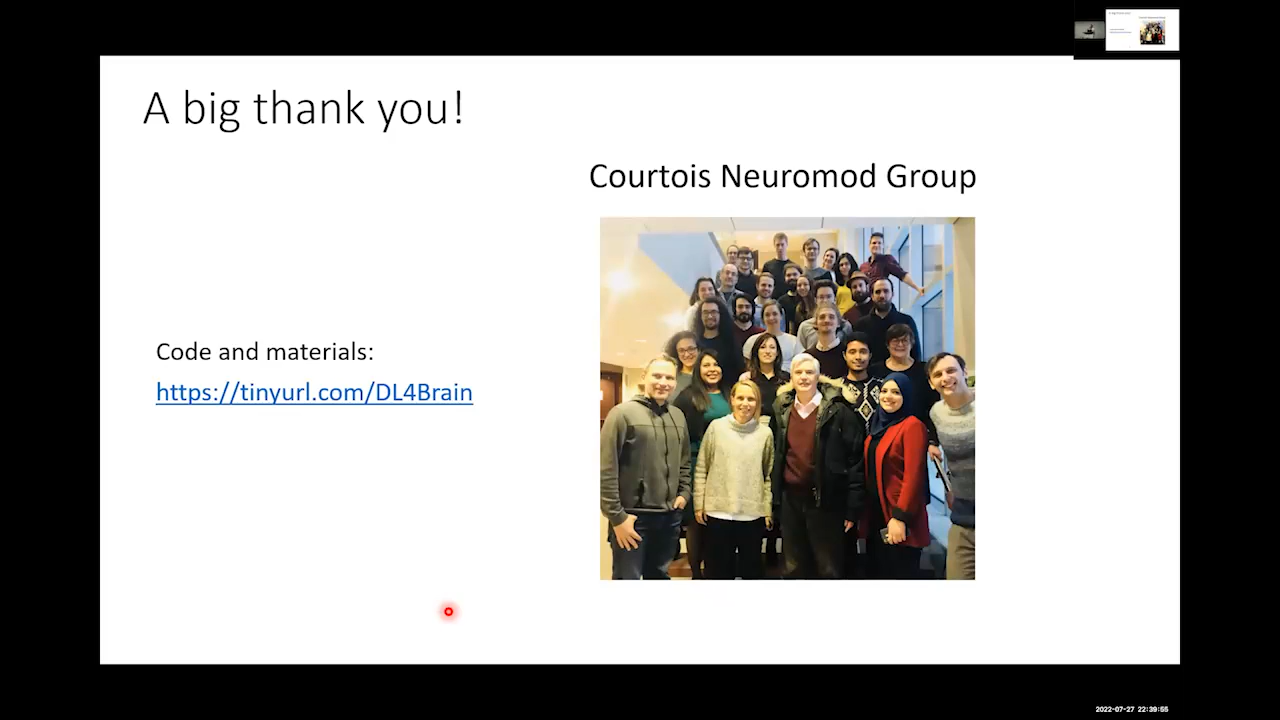 A big thank you!
Courtois Neuromod Group
Code and materials:
https://tinyurl.com/DL4Brain
2022-07-27 22:39:55